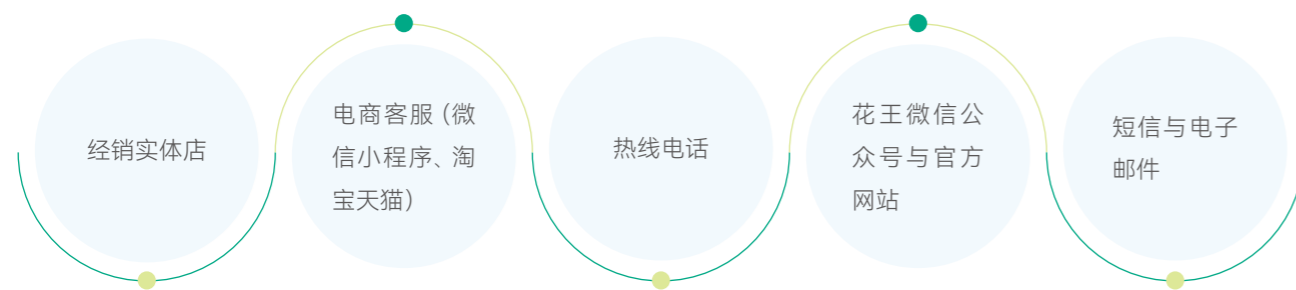 经销实体店
电商客服（微
信小程序、淘
宝天猫）
热线电话
花王微信公
众号与官方
网站
短信与电子
邮件